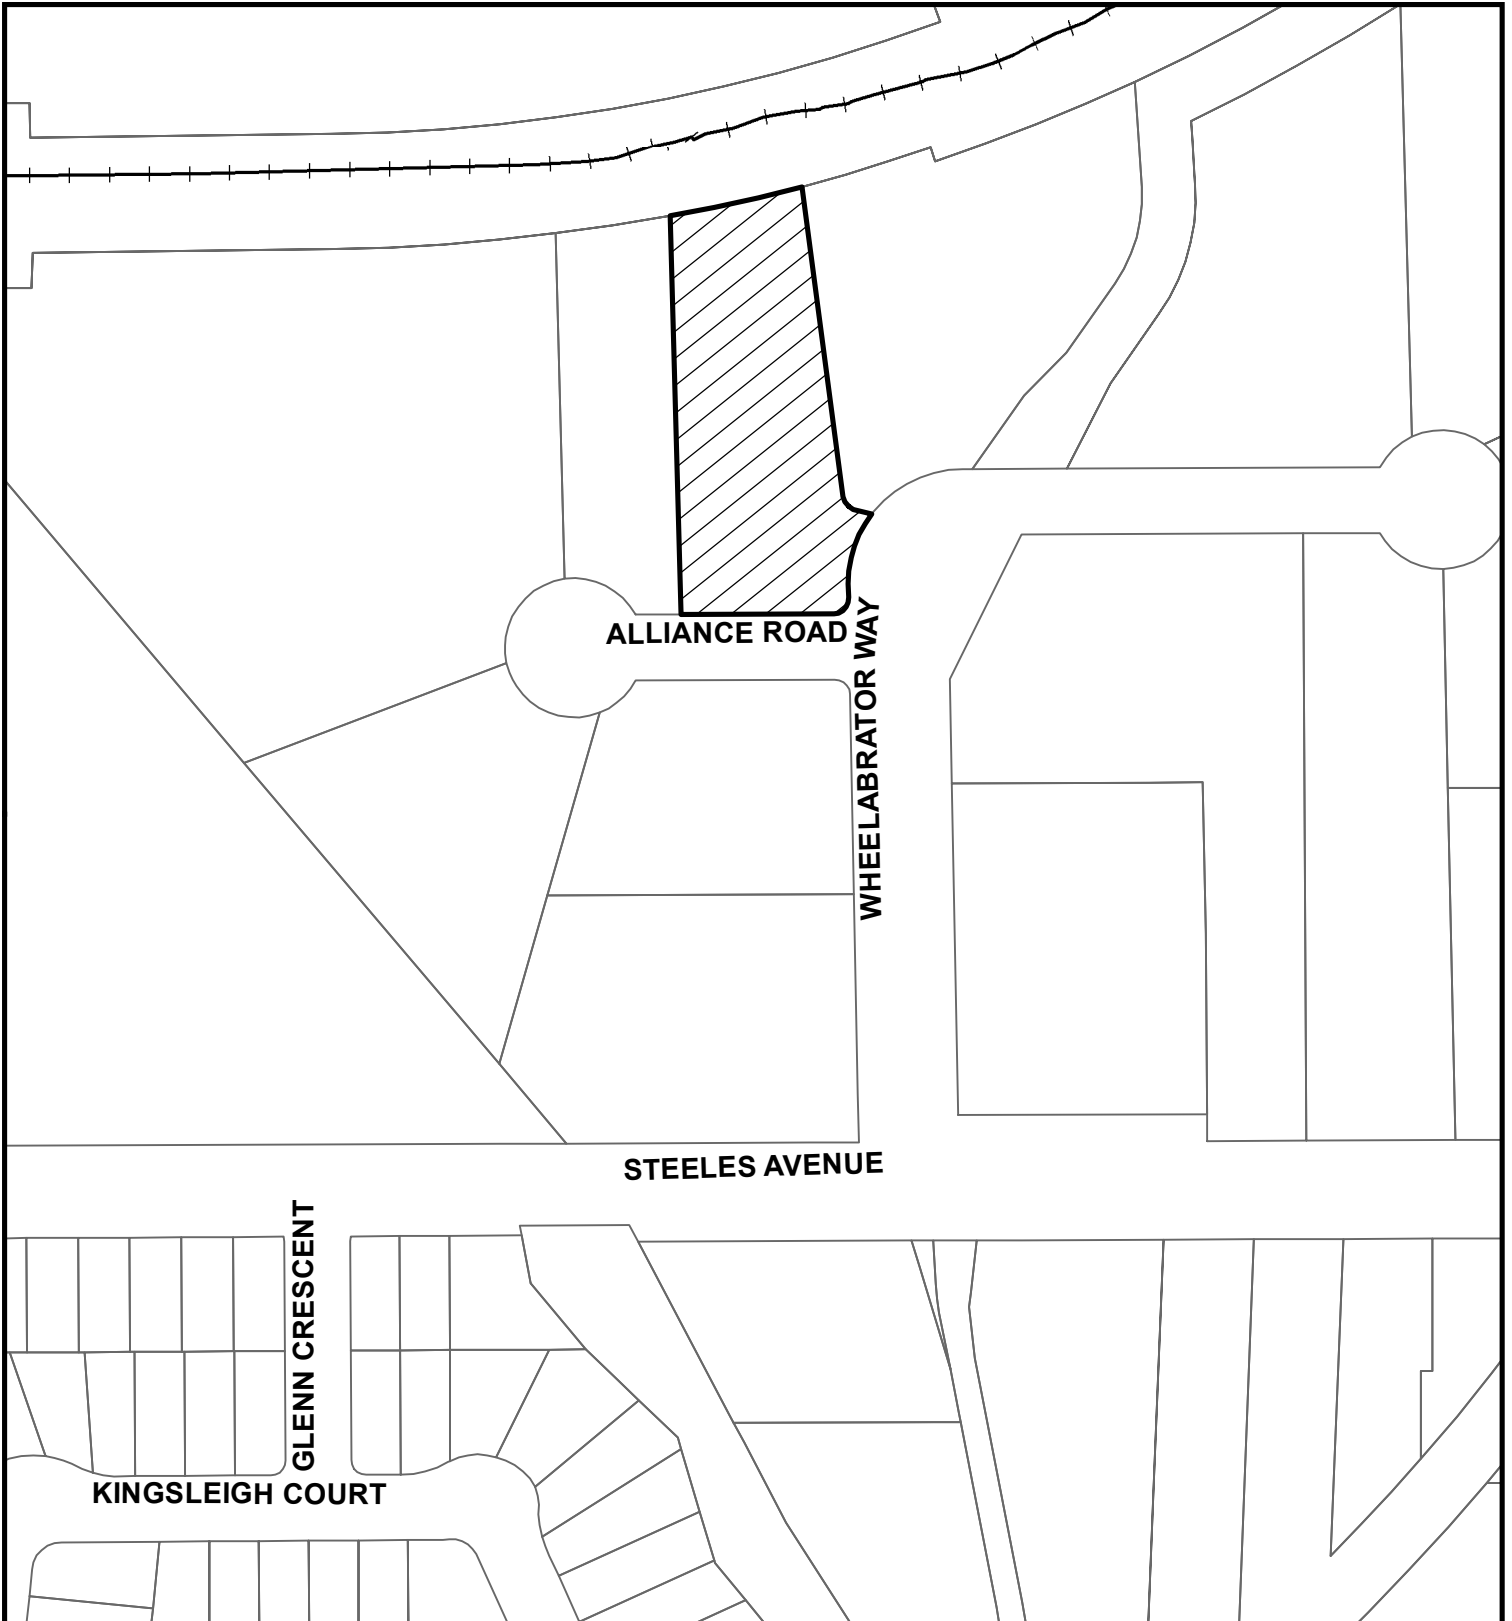 ALLIANCE ROAD
WHEELABRATOR WAY
STEELES AVENUE
GLENN CRESCENT
KINGSLEIGH COURT